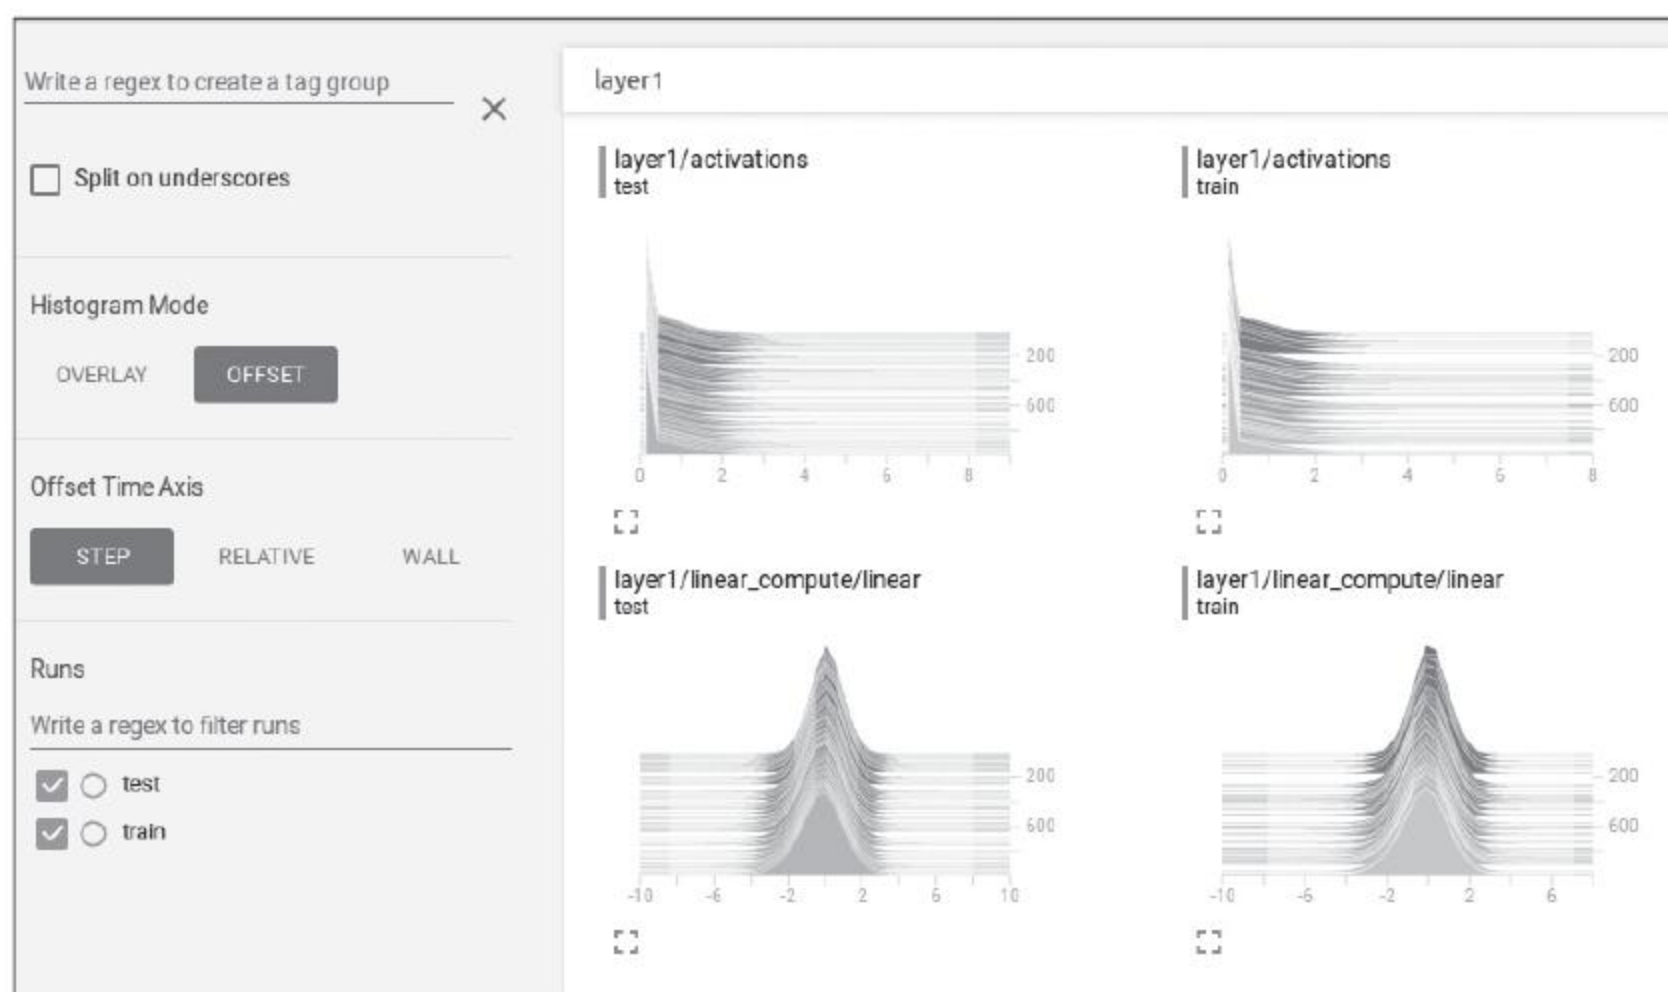 Write a regex to create a tag group
Split on underscores
Histogram Mode
OVERLAY OFFSET
Offset Time Axis
STEP RELATIVE WALL
Runs
Write a regex to filter runs
test
train
layer1
layer1/activations
test
200
600
0 2 4 6 8
layer1/activations
train
200
600
0 2 4 6 8
layer1/linear_compute/linear
test
200
600
-10 -6 -2 2 6 10
layer1/linear_compute/linear
train
200
600
-10 -6 -2 2 6